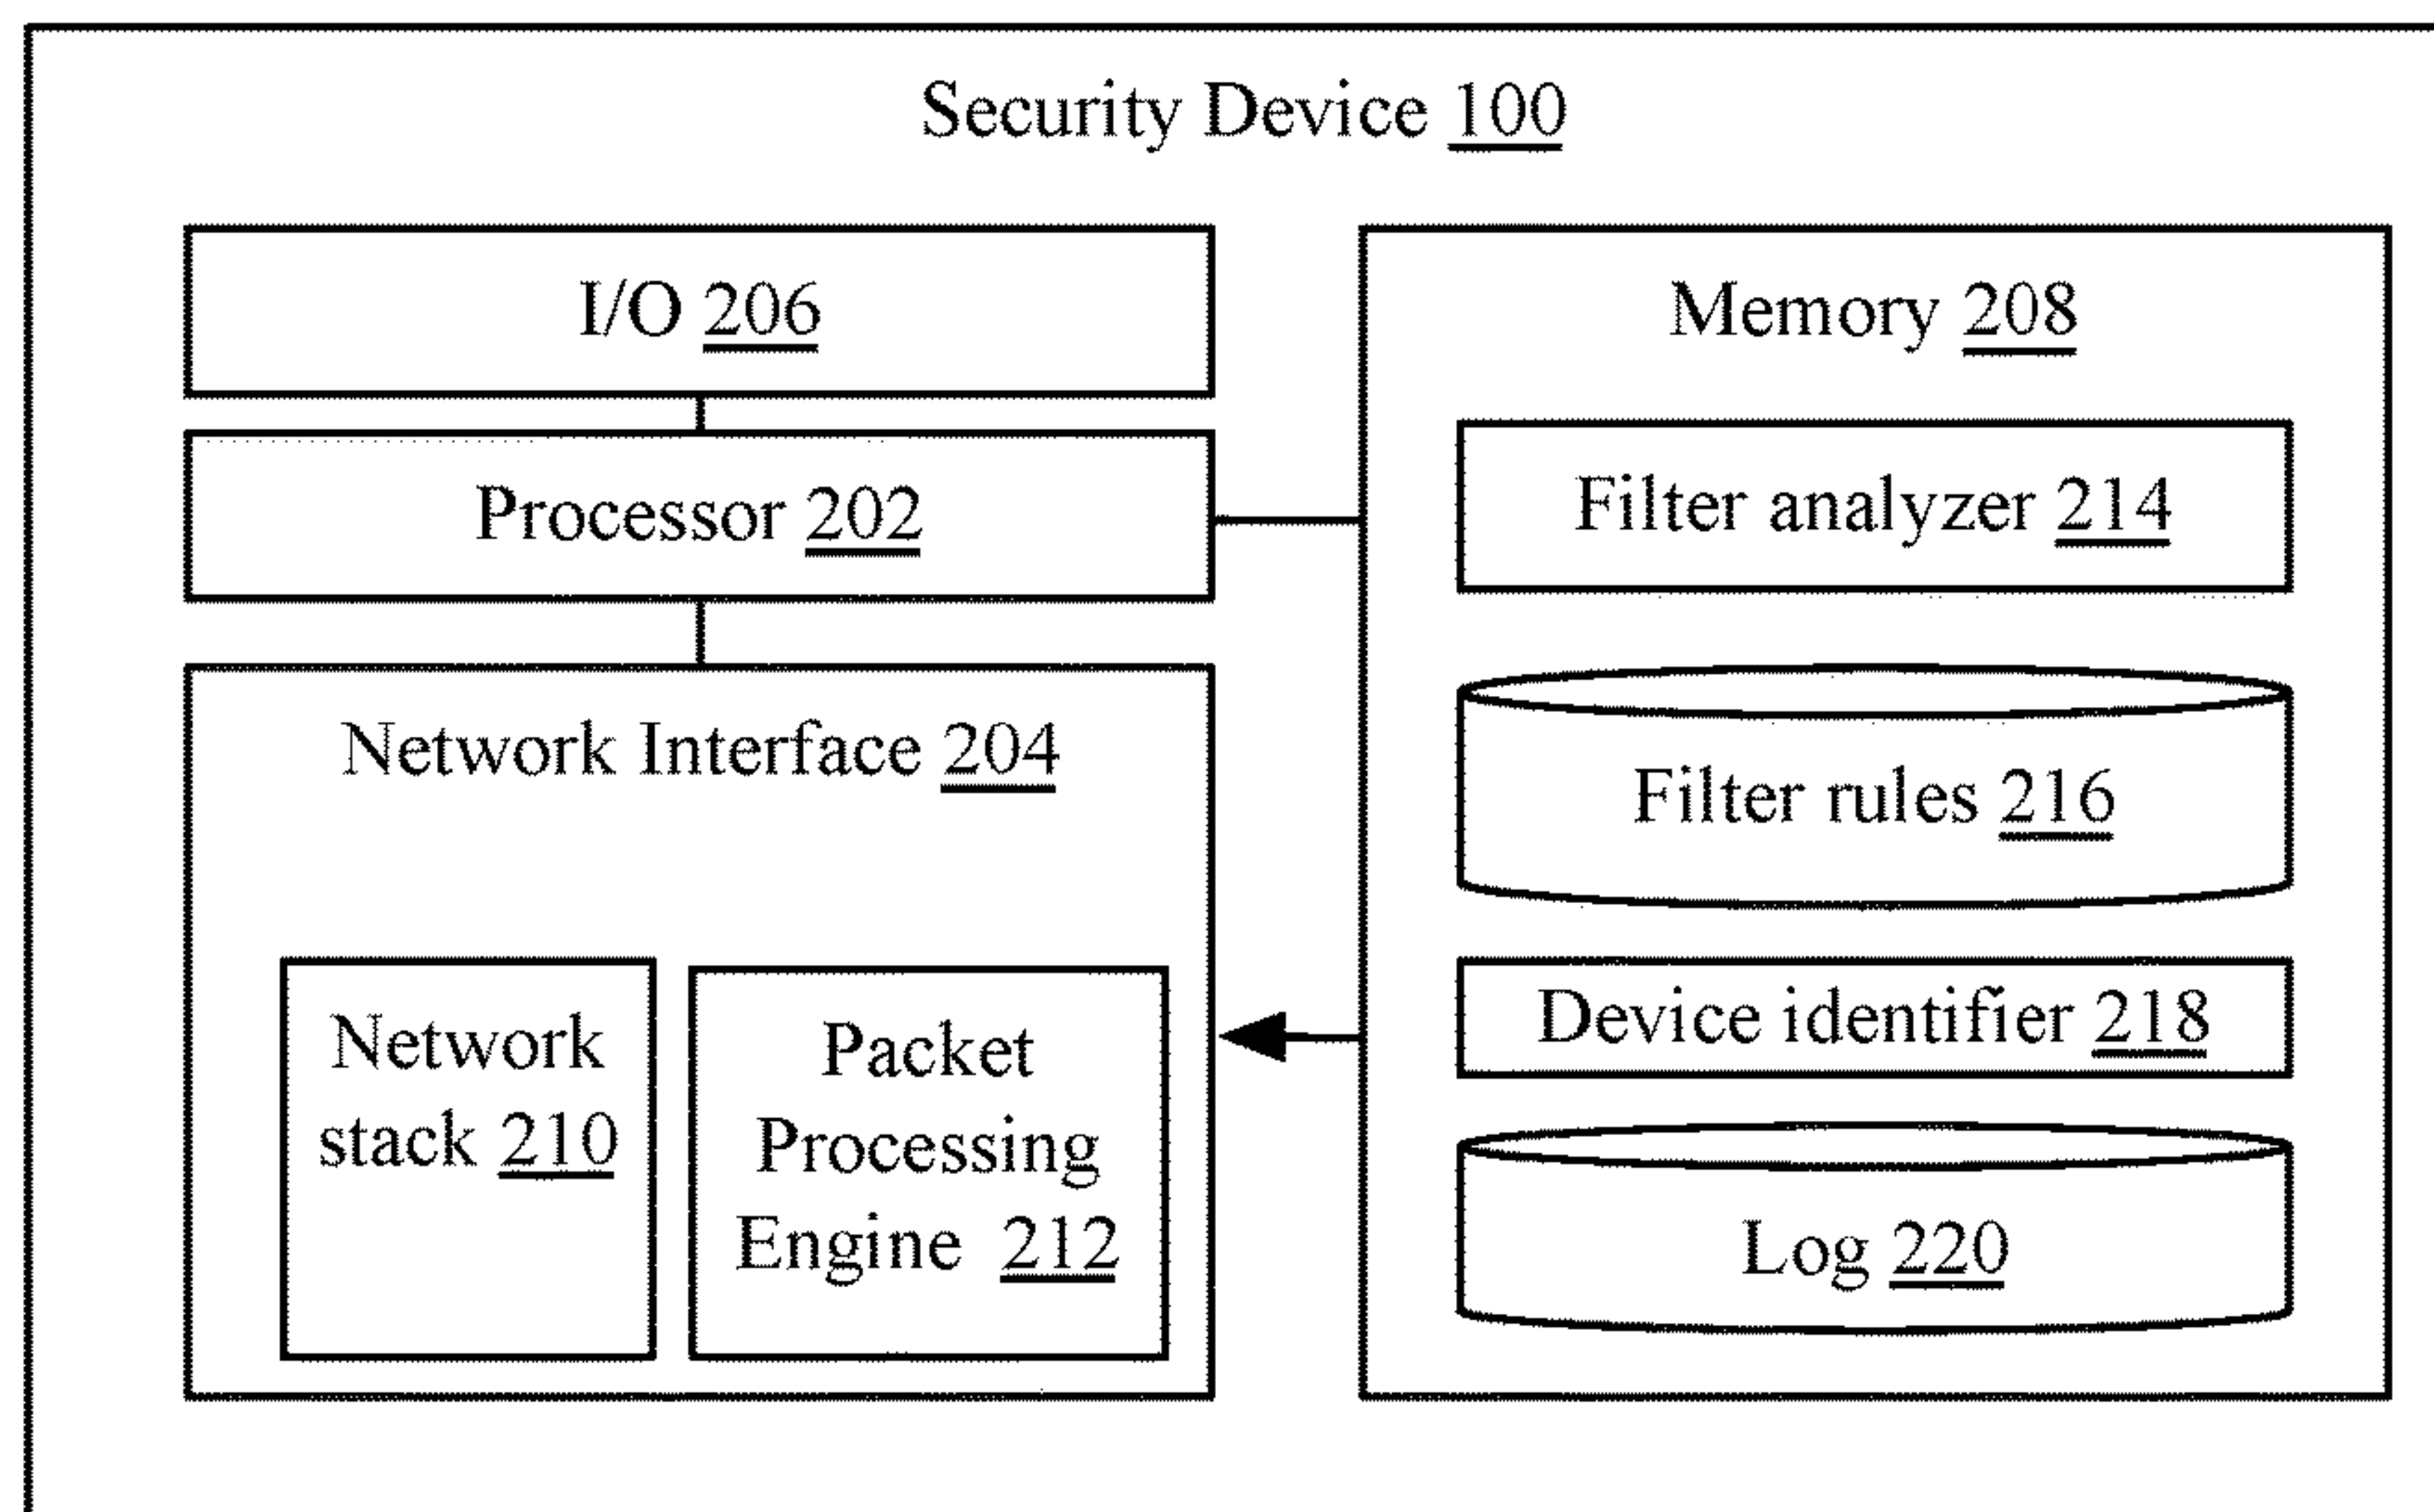 Security Device 100
I/O 206
Processor 202
Network Interface 204
Network
stack 210
Packet
Processing
Engine 212
Memory 208
Filter analyzer 214
Filter rules 216
Device identifier 218
Log 220